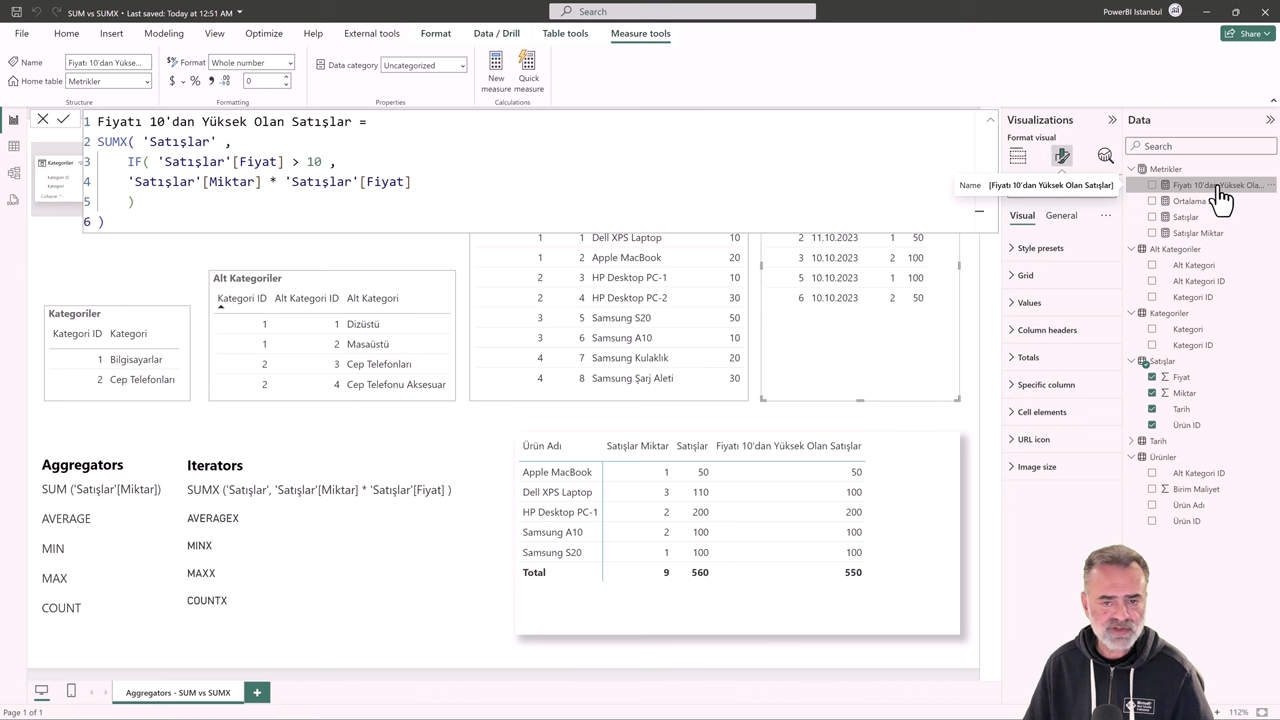 SUM vs SUMX • Last saved: Today at 12:51 AM
Search
PowerBI Istanbul
File Home Insert Modeling View Optimize Help External tools Format Data / Drill Table tools Measure tools
Share
Name Fiyatı 10'dan Yükse...
Home table Metrikler
Structure
Format Whole number
$ % 0
Formatting
Data category Uncategorized
Properties
New measure
Quick measure
Calculations
1 Fiyatı 10'dan Yüksek Olan Satışlar =
2 SUMX( 'Satışlar' ,
3 IF( 'Satışlar'[Fiyat] > 10 ,
4 'Satışlar'[Miktar] * 'Satışlar'[Fiyat]
5 )
6 )
Kategoriler
Kategori ID
Kategori
Collapse
1 1 Dell XPS Laptop 10
1 2 Apple MacBook 20
2 3 HP Desktop PC-1 10
2 4 HP Desktop PC-2 30
3 5 Samsung S20 50
3 6 Samsung A10 10
4 7 Samsung Kulaklık 20
4 8 Samsung Şarj Aleti 30
2 11.10.2023 1 50
3 10.10.2023 2 100
5 10.10.2023 1 100
6 10.10.2023 2 50
Kategoriler
Kategori ID Kategori
1 Bilgisayarlar
2 Cep Telefonları
Alt Kategoriler
Kategori ID Alt Kategori ID Alt Kategori
1 1 Dizüstü
1 2 Masaüstü
2 3 Cep Telefonları
2 4 Cep Telefonu Aksesuar
Aggregators
SUM ('Satışlar'[Miktar])
AVERAGE
MIN
MAX
COUNT
Iterators
SUMX ('Satışlar', 'Satışlar'[Miktar] * 'Satışlar'[Fiyat] )
AVERAGEX
MINX
MAXX
COUNTX
Ürün Adı Satışlar Miktar Satışlar Fiyatı 10'dan Yüksek Olan Satışlar
Apple MacBook 1 50 50
Dell XPS Laptop 3 110 100
HP Desktop PC-1 2 200 200
Samsung A10 2 100 100
Samsung S20 1 100 100
Total 9 560 550
Visualizations
Format visual
Name [Fiyatı 10'dan Yüksek Olan Satışlar]
Visual General
Style presets
Grid
Values
Column headers
Totals
Specific column
Cell elements
URL icon
Image size
Data
Search
Metrikler
Fiyatı 10'dan Yüksek Ola...
Ortalama
Satışlar
Satışlar Miktar
Alt Kategoriler
Alt Kategori
Alt Kategori ID
Kategori ID
Kategoriler
Kategori
Kategori ID
Satışlar
Fiyat
Miktar
Tarih
Ürün ID
Tarih
Ürünler
Alt Kategori ID
Birim Maliyet
Ürün Adı
Ürün ID
Aggregators - SUM vs SUMX
Page 1 of 1
112%